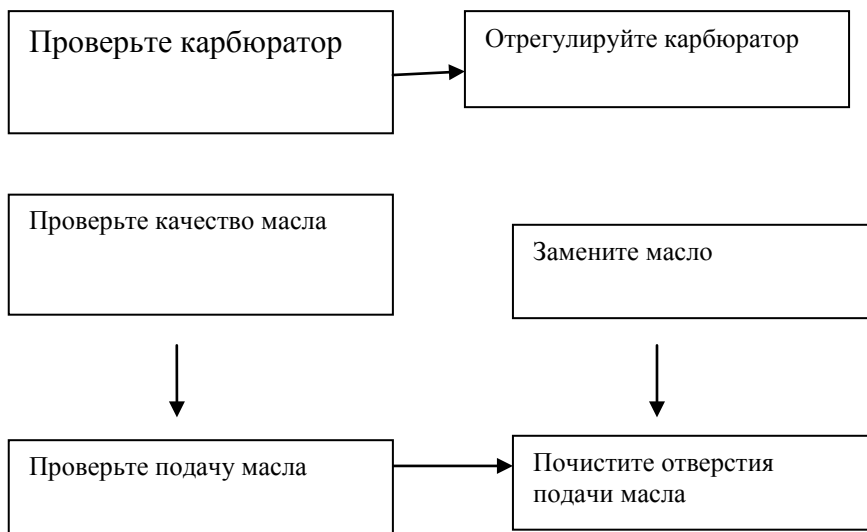 Проверьте карбюратор
Отрегулируйте карбюратор
Проверьте качество масла
Замените масло
Проверьте подачу масла
Почистите отверстия
подачи масла